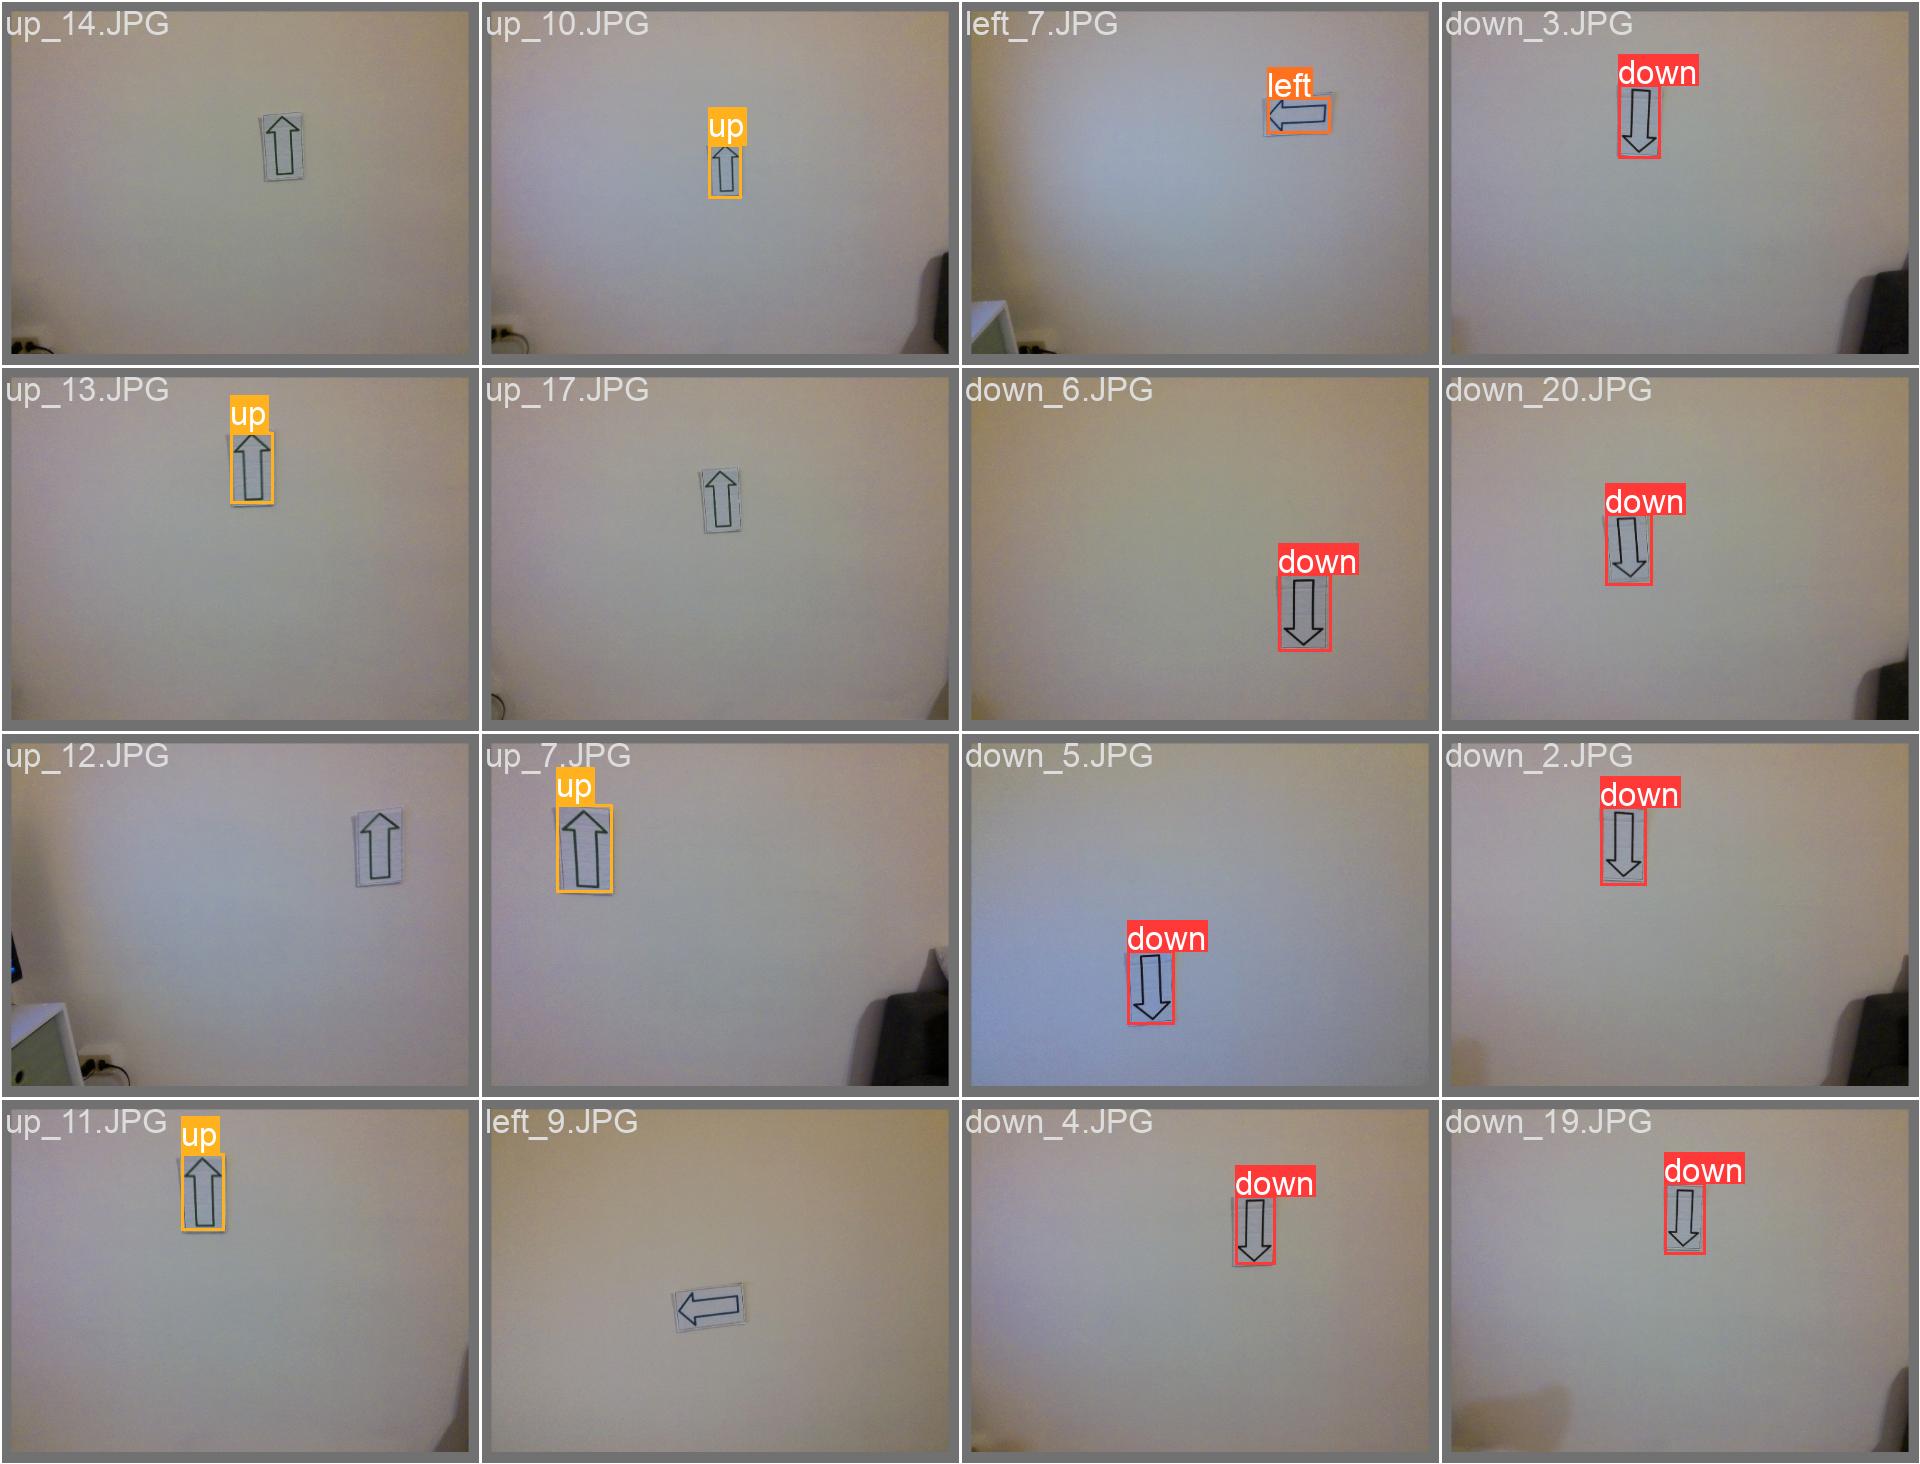 up_14.JPG
up_10.JPG
left_7.JPG
down_3.JPG
up
left
down
up_13.JPG
up_17.JPG
down_6.JPG
down_20.JPG
up
down
down
up_12.JPG
up_7.JPG
down_5.JPG
down_2.JPG
up
down
down
up_11.JPG
left_9.JPG
down_4.JPG
down_19.JPG
up
down
down